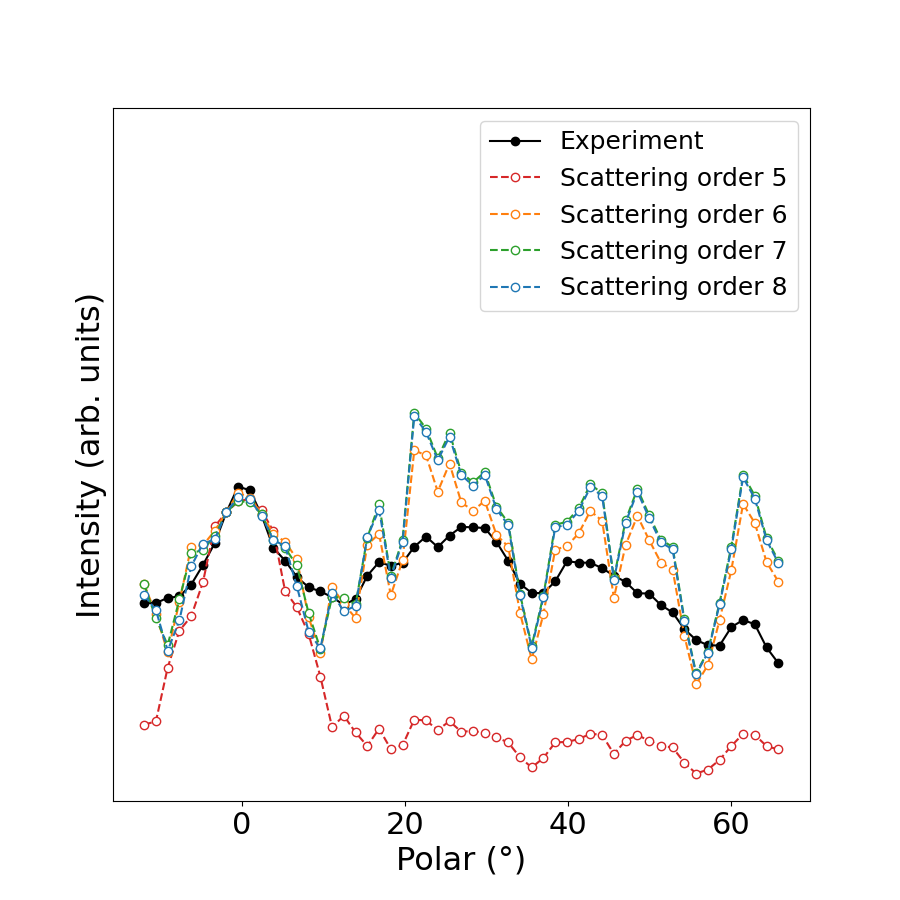 Experiment
Scattering order 5
Scattering order 6
Scattering order 7
Scattering order 8
Intensity (arb. units)
0
20
40
60
Polar (°)